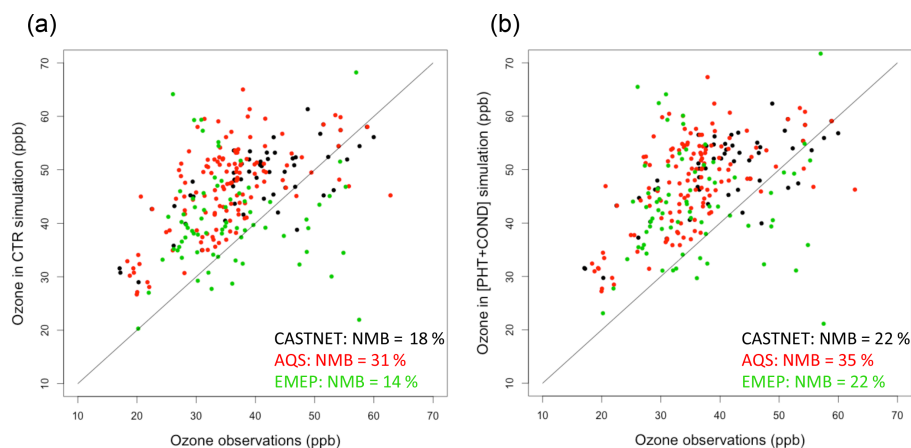 (a)
70
60
50
40
30
20
10
Ozone in CTR simulation (ppb)
CASTNET: NMB = 18 %
AQS: NMB = 31 %
EMEP: NMB = 14 %
10 20 30 40 50 60 70
Ozone observations (ppb)
(b)
70
60
50
40
30
20
10
Ozone in [PHT+COND] simulation (ppb)
CASTNET: NMB = 22 %
AQS: NMB = 35 %
EMEP: NMB = 22 %
10 20 30 40 50 60 70
Ozone observations (ppb)